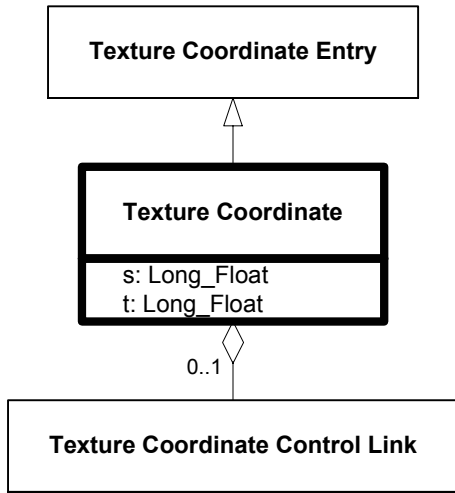 Texture Coordinate Entry
Texture Coordinate
s: Long_Float
t: Long_Float
0..1
Texture Coordinate Control Link